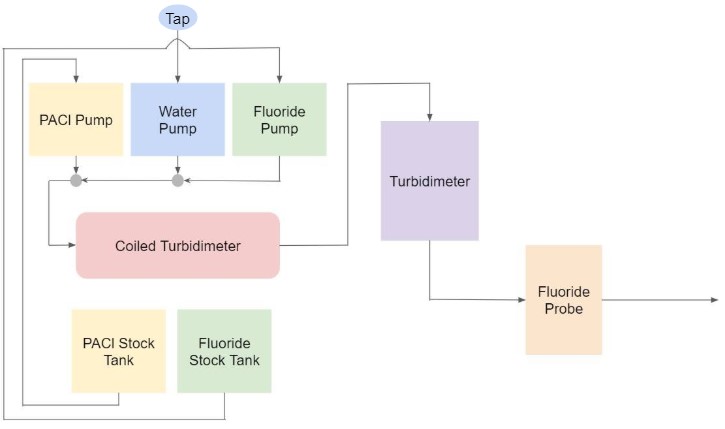 Tap
PACl Pump
Water
Pump
Fluoride
Pump
Turbidimeter
Coiled Turbidimeter
Fluoride
Probe
PACl Stock
Tank
Fluoride
Stock Tank